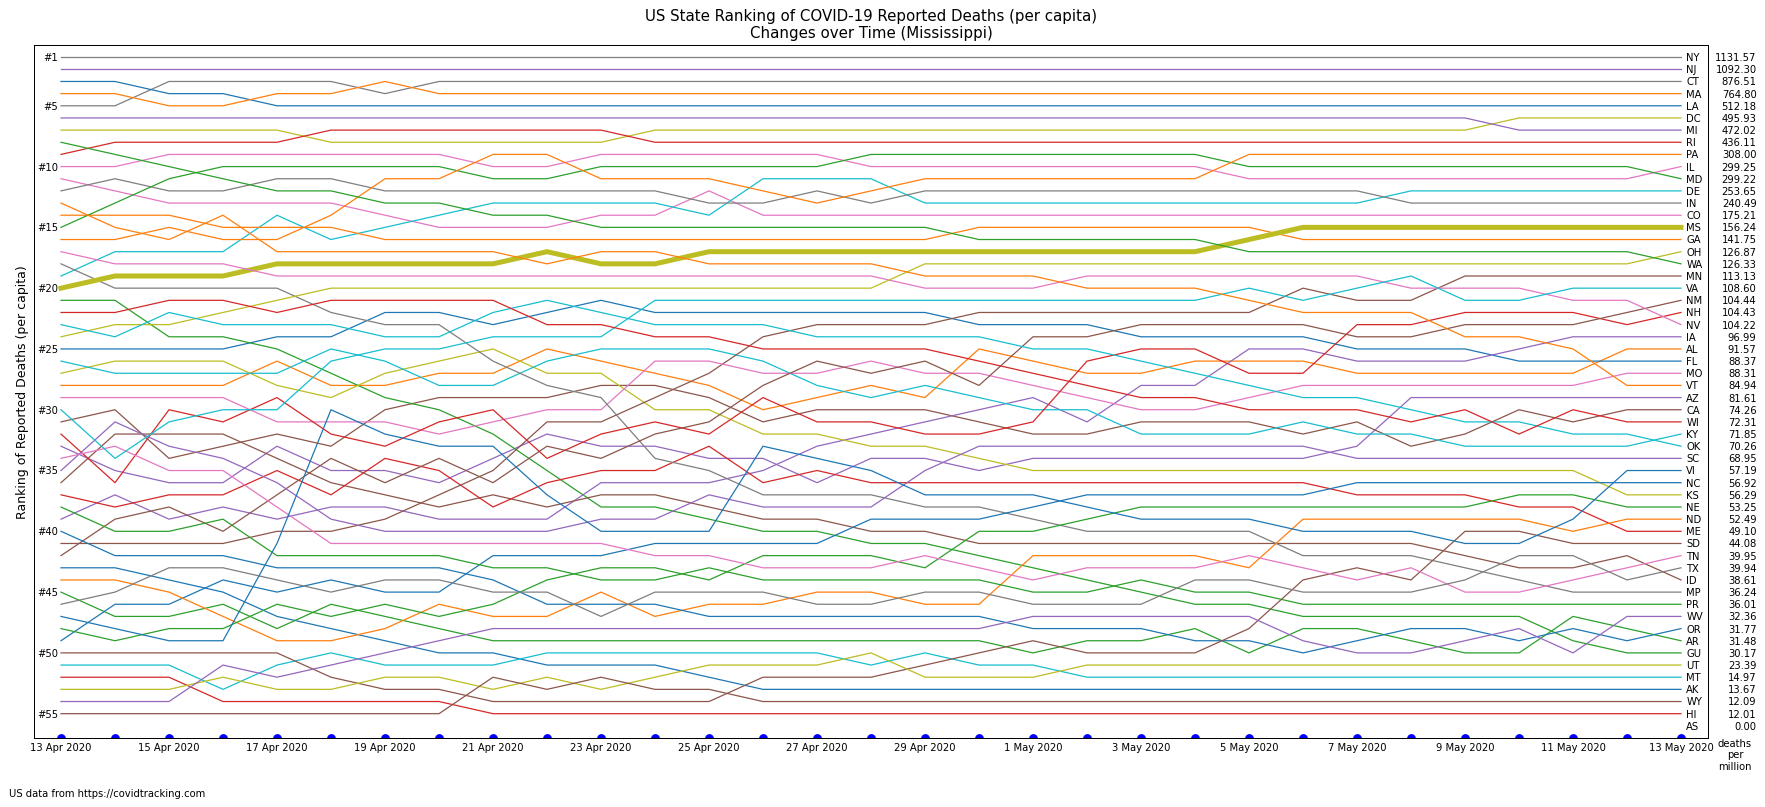 US State Ranking of COVID-19 Reported Deaths (per capita)
Changes over Time (Mississippi)
Ranking of Reported Deaths (per capita)
#1
#5
#10
#15
#20
#25
#30
#35
#40
#45
#50
#55
NY 1131.57
NJ 1092.30
CT 876.51
MA 764.80
LA 512.18
DC 495.93
MI 472.02
RI 436.11
PA 308.00
IL 299.25
MD 299.22
DE 253.65
IN 240.49
CO 175.21
MS 156.24
GA 141.75
OH 126.87
WA 126.33
MN 113.13
VA 108.60
NM 104.44
NH 104.43
NV 104.22
IA 96.99
AL 91.57
FL 88.37
MO 88.31
VT 84.94
AZ 81.61
CA 74.26
WI 72.31
KY 71.85
OK 70.26
SC 68.95
VI 57.19
NC 56.92
KS 56.29
NE 53.25
ND 52.49
ME 49.10
SD 44.08
TN 39.95
TX 39.94
ID 38.61
MP 36.24
PR 36.01
WV 32.36
OR 31.77
AR 31.48
GU 30.17
UT 23.39
MT 14.97
AK 13.67
WY 12.09
HI 12.01
AS 0.00
13 Apr 2020 15 Apr 2020 17 Apr 2020 19 Apr 2020 21 Apr 2020 23 Apr 2020 25 Apr 2020 27 Apr 2020 29 Apr 2020 1 May 2020 3 May 2020 5 May 2020 7 May 2020 9 May 2020 11 May 2020 13 May 2020
deaths
per
million
US data from https://covidtracking.com